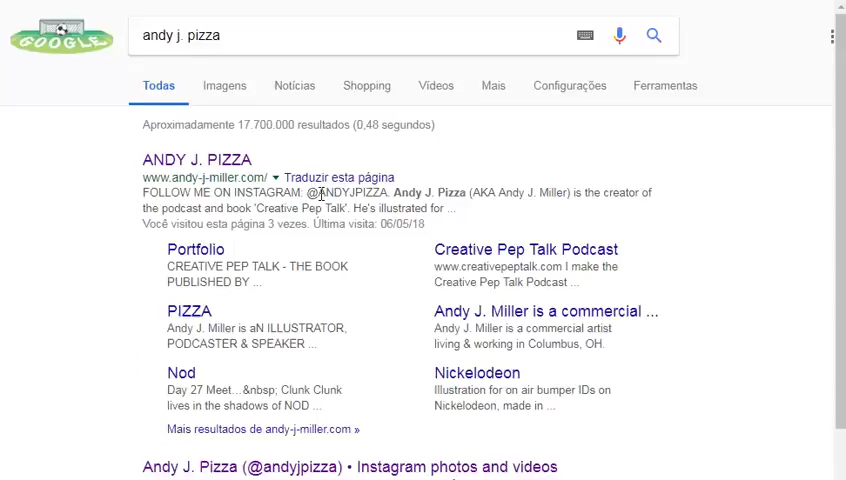 GOOGLE
andy j. pizza
Todas Imagens Notícias Shopping Vídeos Mais Configurações Ferramentas
Aproximadamente 17.700.000 resultados (0,48 segundos)
ANDY J. PIZZA
www.andy-j-miller.com/ Traduzir esta página
FOLLOW ME ON INSTAGRAM: @ANDYJPIZZA. Andy J. Pizza (AKA Andy J. Miller) is the creator of
the podcast and book 'Creative Pep Talk'. He's illustrated for ...
Você visitou esta página 3 vezes. Última visita: 06/05/18
Portfolio
CREATIVE PEP TALK - THE BOOK
PUBLISHED BY ...
Creative Pep Talk Podcast
www.creativepeptalk.com I make the
Creative Pep Talk Podcast ...
PIZZA
Andy J. Miller is aN ILLUSTRATOR,
PODCASTER & SPEAKER ...
Andy J. Miller is a commercial ...
Andy J. Miller is a commercial artist
living & working in Columbus, OH.
Nod
Day 27 Meet...&nbsp; Clunk Clunk
lives in the shadows of NOD ...
Nickelodeon
Illustration for on air bumper IDs on
Nickelodeon, made in ...
Mais resultados de andy-j-miller.com »
Andy J. Pizza (@andyjpizza) • Instagram photos and videos